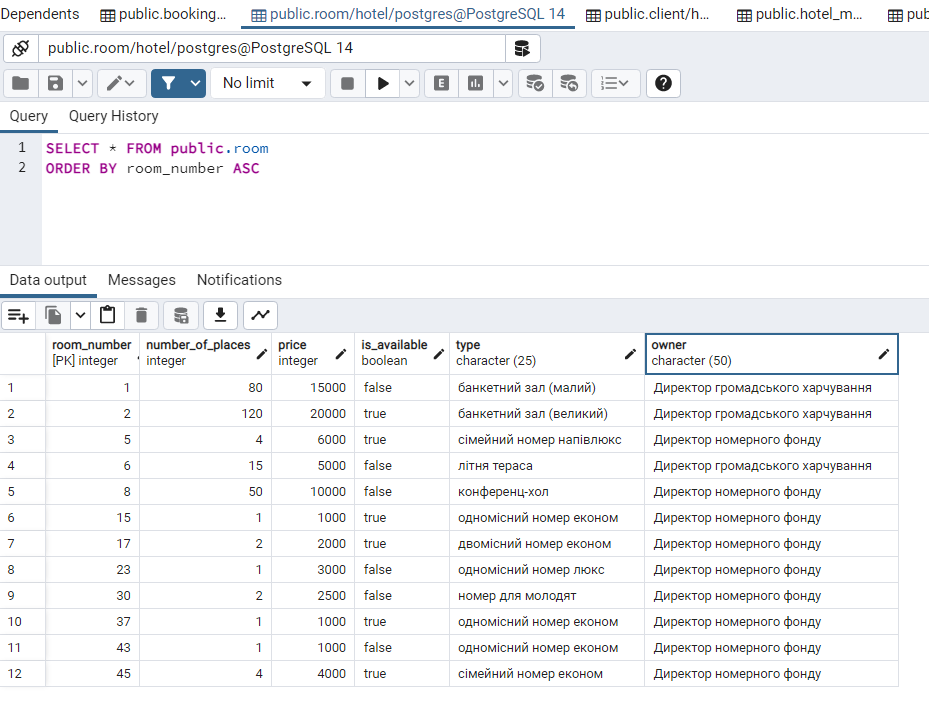 Dependents public.booking... public.room/hotel/postgres@PostgreSQL 14 public.client/h... public.hotel_m... pub
public.room/hotel/postgres@PostgreSQL 14
No limit E ?
Query Query History
1 SELECT * FROM public.room
2 ORDER BY room_number ASC
Data output Messages Notifications
room_number number_of_places price is_available type owner
[PK] integer integer integer boolean character (25) character (50)
1 1 80 15000 false банкетний зал (малий) Директор громадського харчування
2 2 120 20000 true банкетний зал (великий) Директор громадського харчування
3 5 4 6000 true сімейний номер напівлюкс Директор номерного фонду
4 6 15 5000 false літня тераса Директор громадського харчування
5 8 50 10000 false конференц-хол Директор номерного фонду
6 15 1 1000 true одномісний номер економ Директор номерного фонду
7 17 2 2000 true двомісний номер економ Директор номерного фонду
8 23 1 3000 false одномісний номер люкс Директор номерного фонду
9 30 2 2500 false номер для молодят Директор номерного фонду
10 37 1 1000 true одномісний номер економ Директор номерного фонду
11 43 1 1000 false одномісний номер економ Директор номерного фонду
12 45 4 4000 true сімейний номер економ Директор номерного фонду